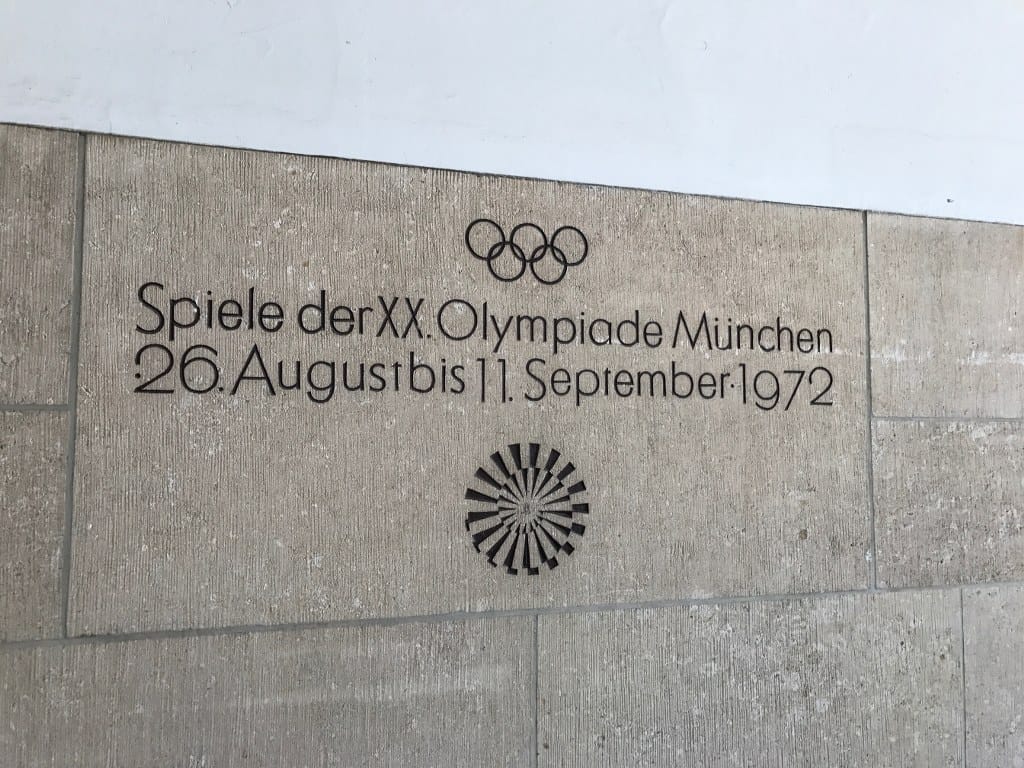 Spiele der XX. Olympiade München
26. August bis 11. September 1972